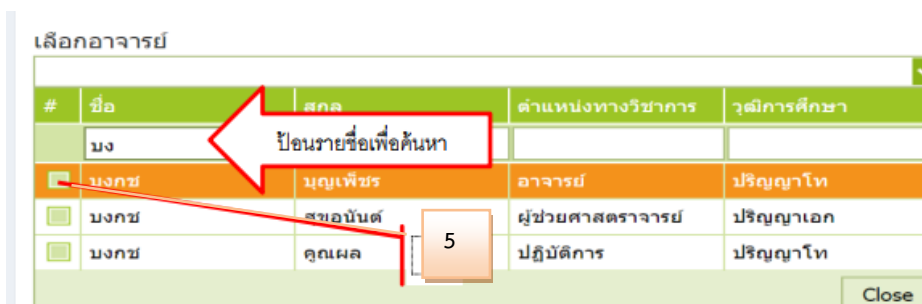 เลือกอาจารย์
# ชื่อ สกุล ตำแหน่งทางวิชาการ วุฒิการศึกษา
บง ป้อนรายชื่อเพื่อค้นหา
บงกช บุญเพ็ชร อาจารย์ ปริญญาโท
บงกช สุขอนันต์ ผู้ช่วยศาสตราจารย์ ปริญญาเอก
บงกช คูณผล ปฏิบัติการ ปริญญาโท
5
Close